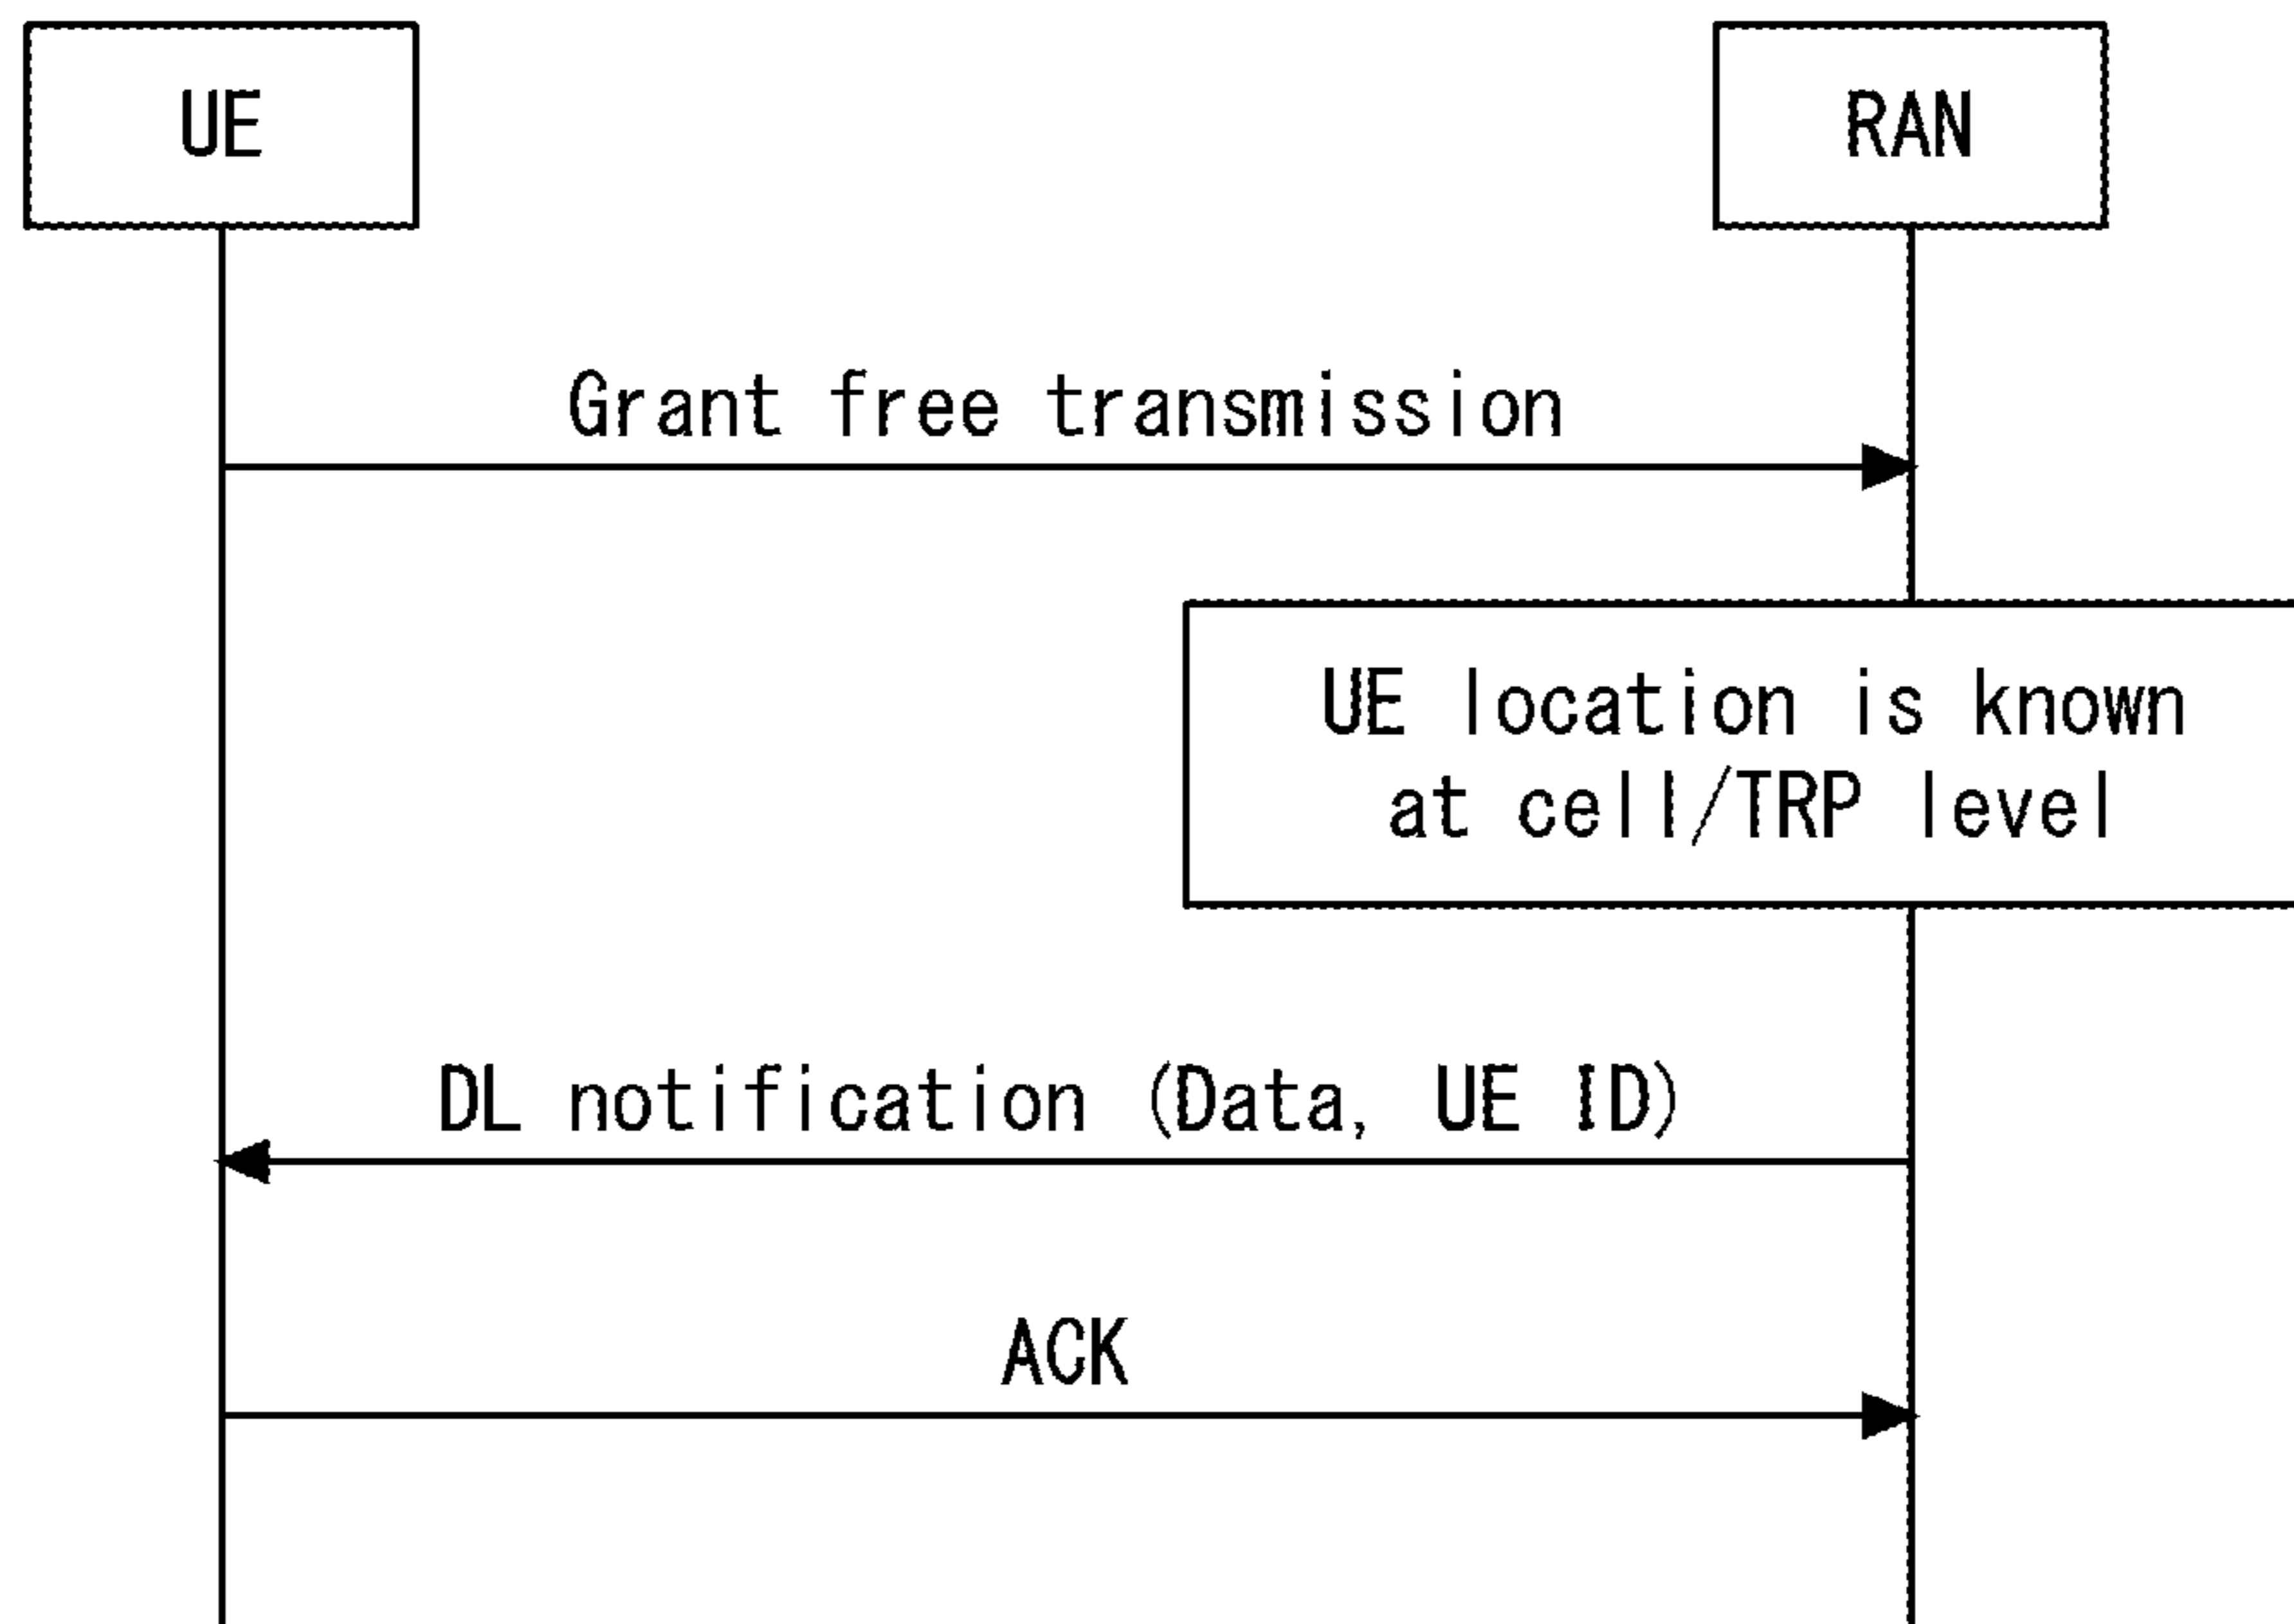 UE
RAN
Grant free transmission
UE location is known
at cell/TRP level
DL notification (Data, UE ID)
ACK